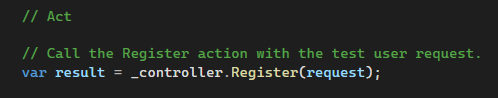 // Act
// Call the Register action with the test user request.
var result = _controller.Register(request);